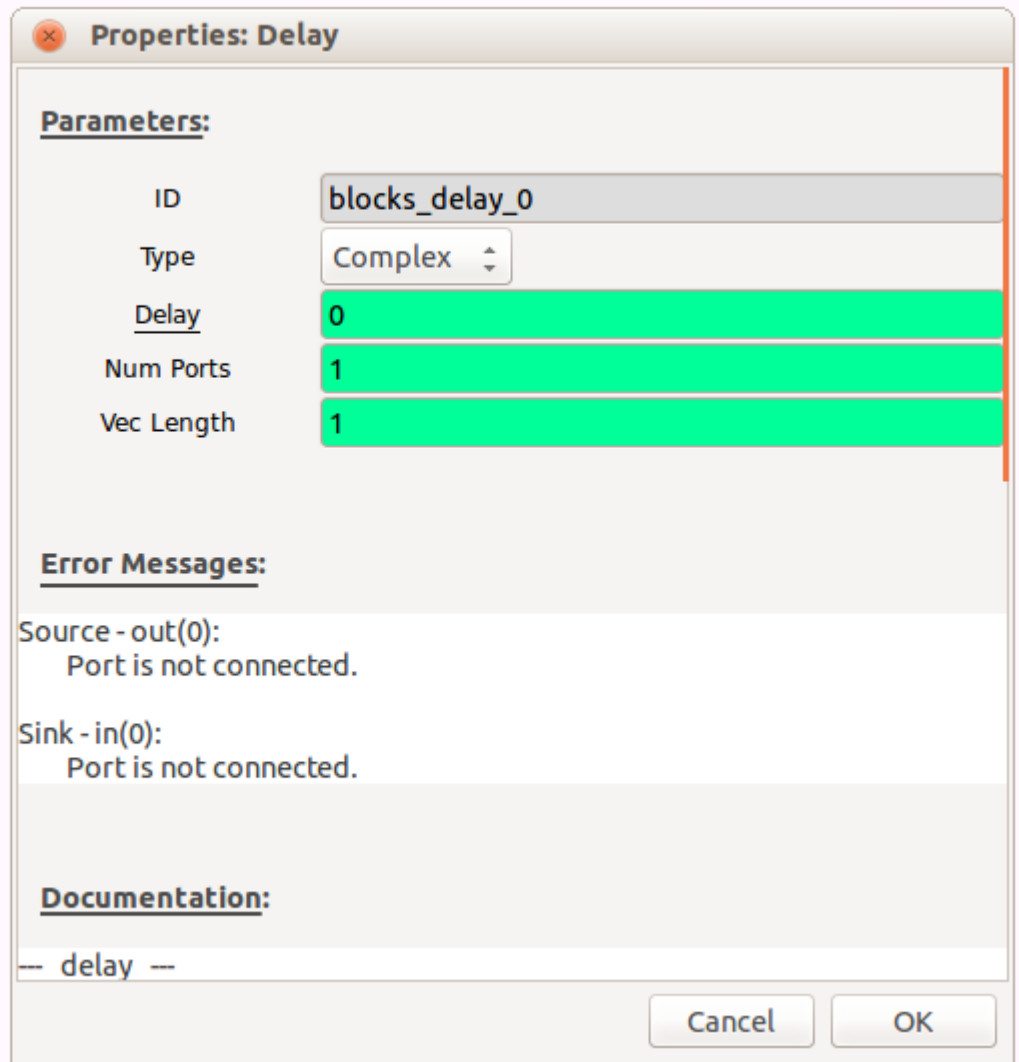 Properties: Delay
Parameters:
ID blocks_delay_0
Type Complex
Delay 0
Num Ports 1
Vec Length 1
Error Messages:
Source - out(0):
Port is not connected.
Sink - in(0):
Port is not connected.
Documentation:
--- delay ---
Cancel OK